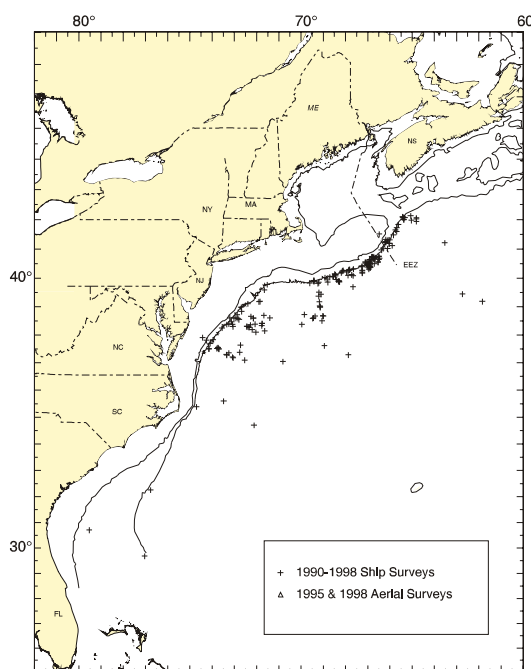 80° 70° 60
ME
NS
NY MA
EEZ
40°
NJ
NC
SC
30°
+ 1990-1998 Ship Surveys
△ 1995 & 1998 Aerial Surveys
FL